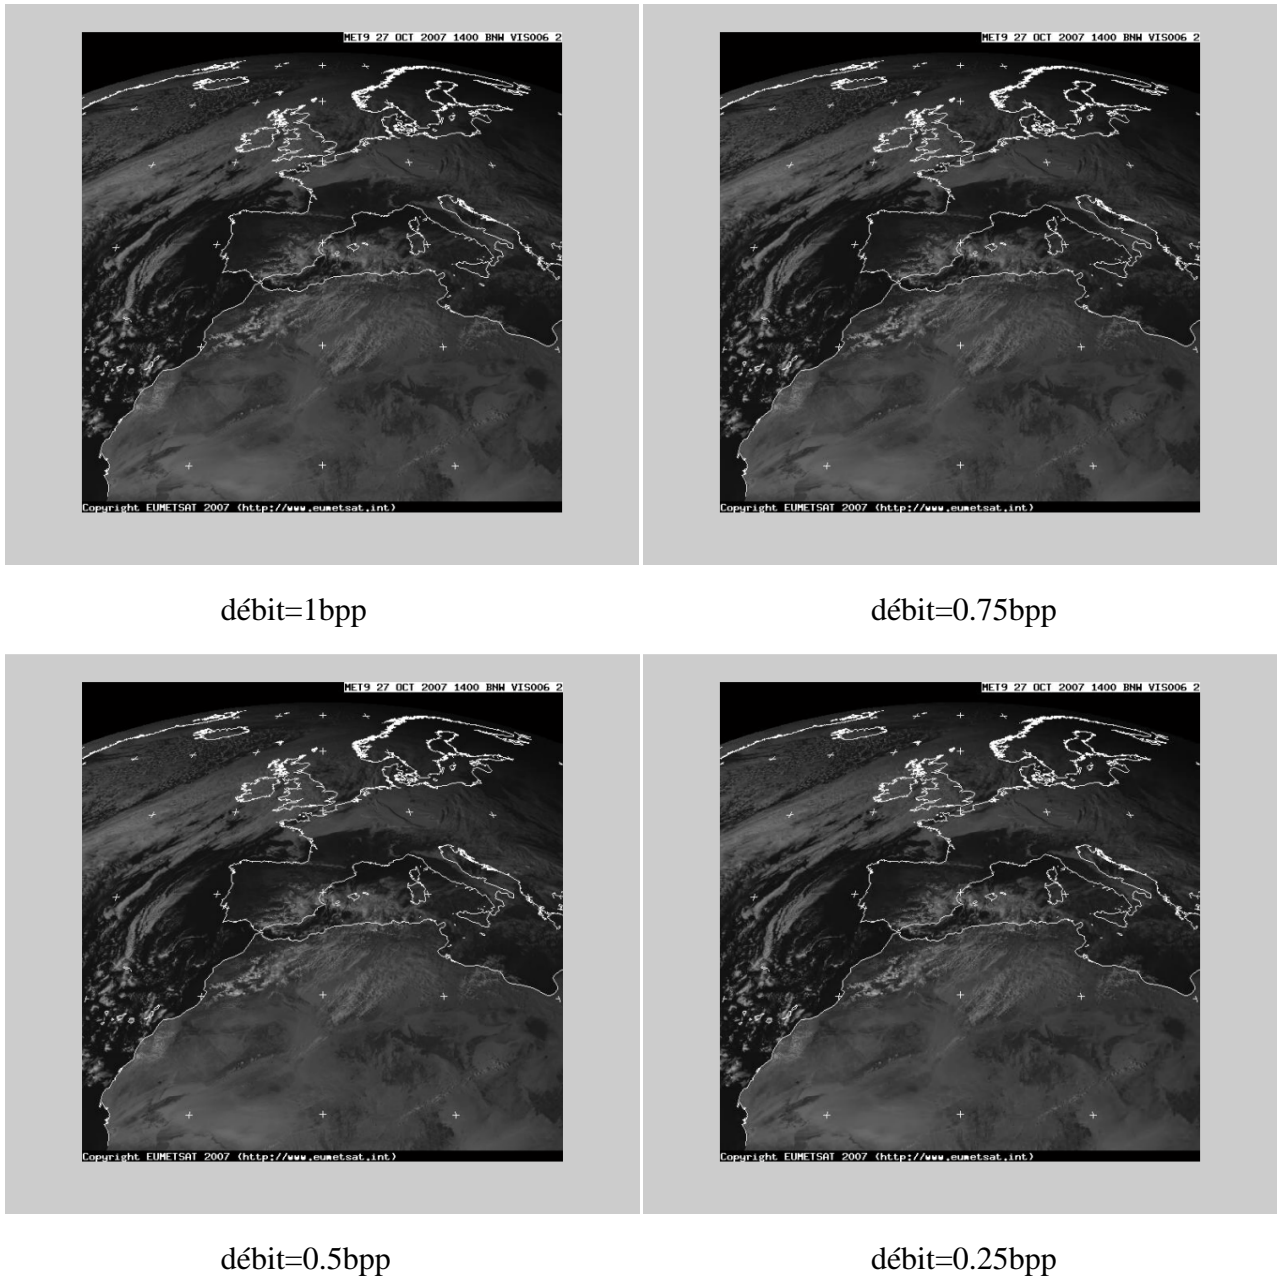 MET9 27 OCT 2007 1400 BNW VIS006 2
MET9 27 OCT 2007 1400 BNW VIS006 2
Copyright EUMETSAT 2007 (http://www.eumetsat.int)
Copyright EUMETSAT 2007 (http://www.eumetsat.int)
débit=1bpp
débit=0.75bpp
MET9 27 OCT 2007 1400 BNW VIS006 2
MET9 27 OCT 2007 1400 BNW VIS006 2
Copyright EUMETSAT 2007 (http://www.eumetsat.int)
Copyright EUMETSAT 2007 (http://www.eumetsat.int)
débit=0.5bpp
débit=0.25bpp